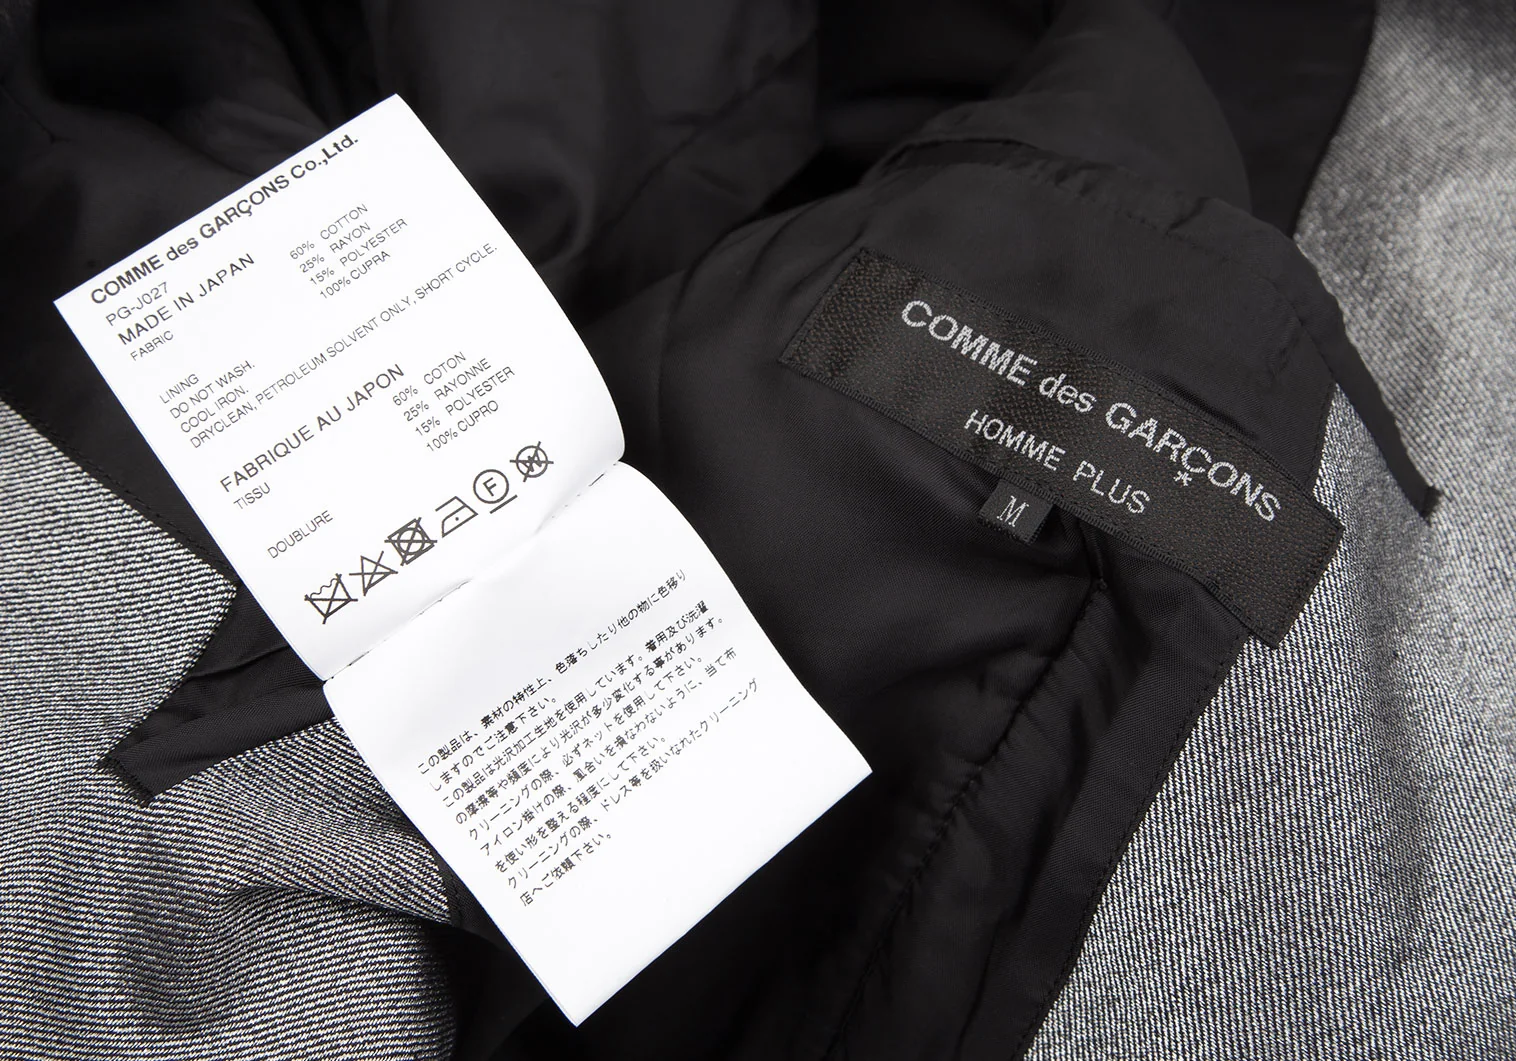 COMME des GARÇONS Co.,Ltd.
PG-J027
MADE IN JAPAN
FABRIC
60% COTTON
25% RAYON
15% POLYESTER
LINING
100% CUPRA
DO NOT WASH.
COOL IRON.
DRYCLEAN, PETROLEUM SOLVENT ONLY, SHORT CYCLE.
FABRIQUE AU JAPON
TISSU
60% COTON
25% RAYONNE
15% POLYESTER
DOUBLURE
100% CUPRO
F
W
この製品は、素材の特性上、色落ちしたり他の物に色移り
しますのでご注意下さい。
この製品は光沢加工生地を使用しています。着用及び洗濯
の摩擦等や頻度により光沢が多少変化する事があります。
クリーニングの際、必ずネットを使用して下さい。
アイロン掛けの際、風合いを損なわないように、当て布
を使い形を整える程度にして下さい。
クリーニングの際、ドレス等を扱いなれたクリーニング
店へご依頼下さい。
COMME des GARÇONS
HOMME PLUS
M